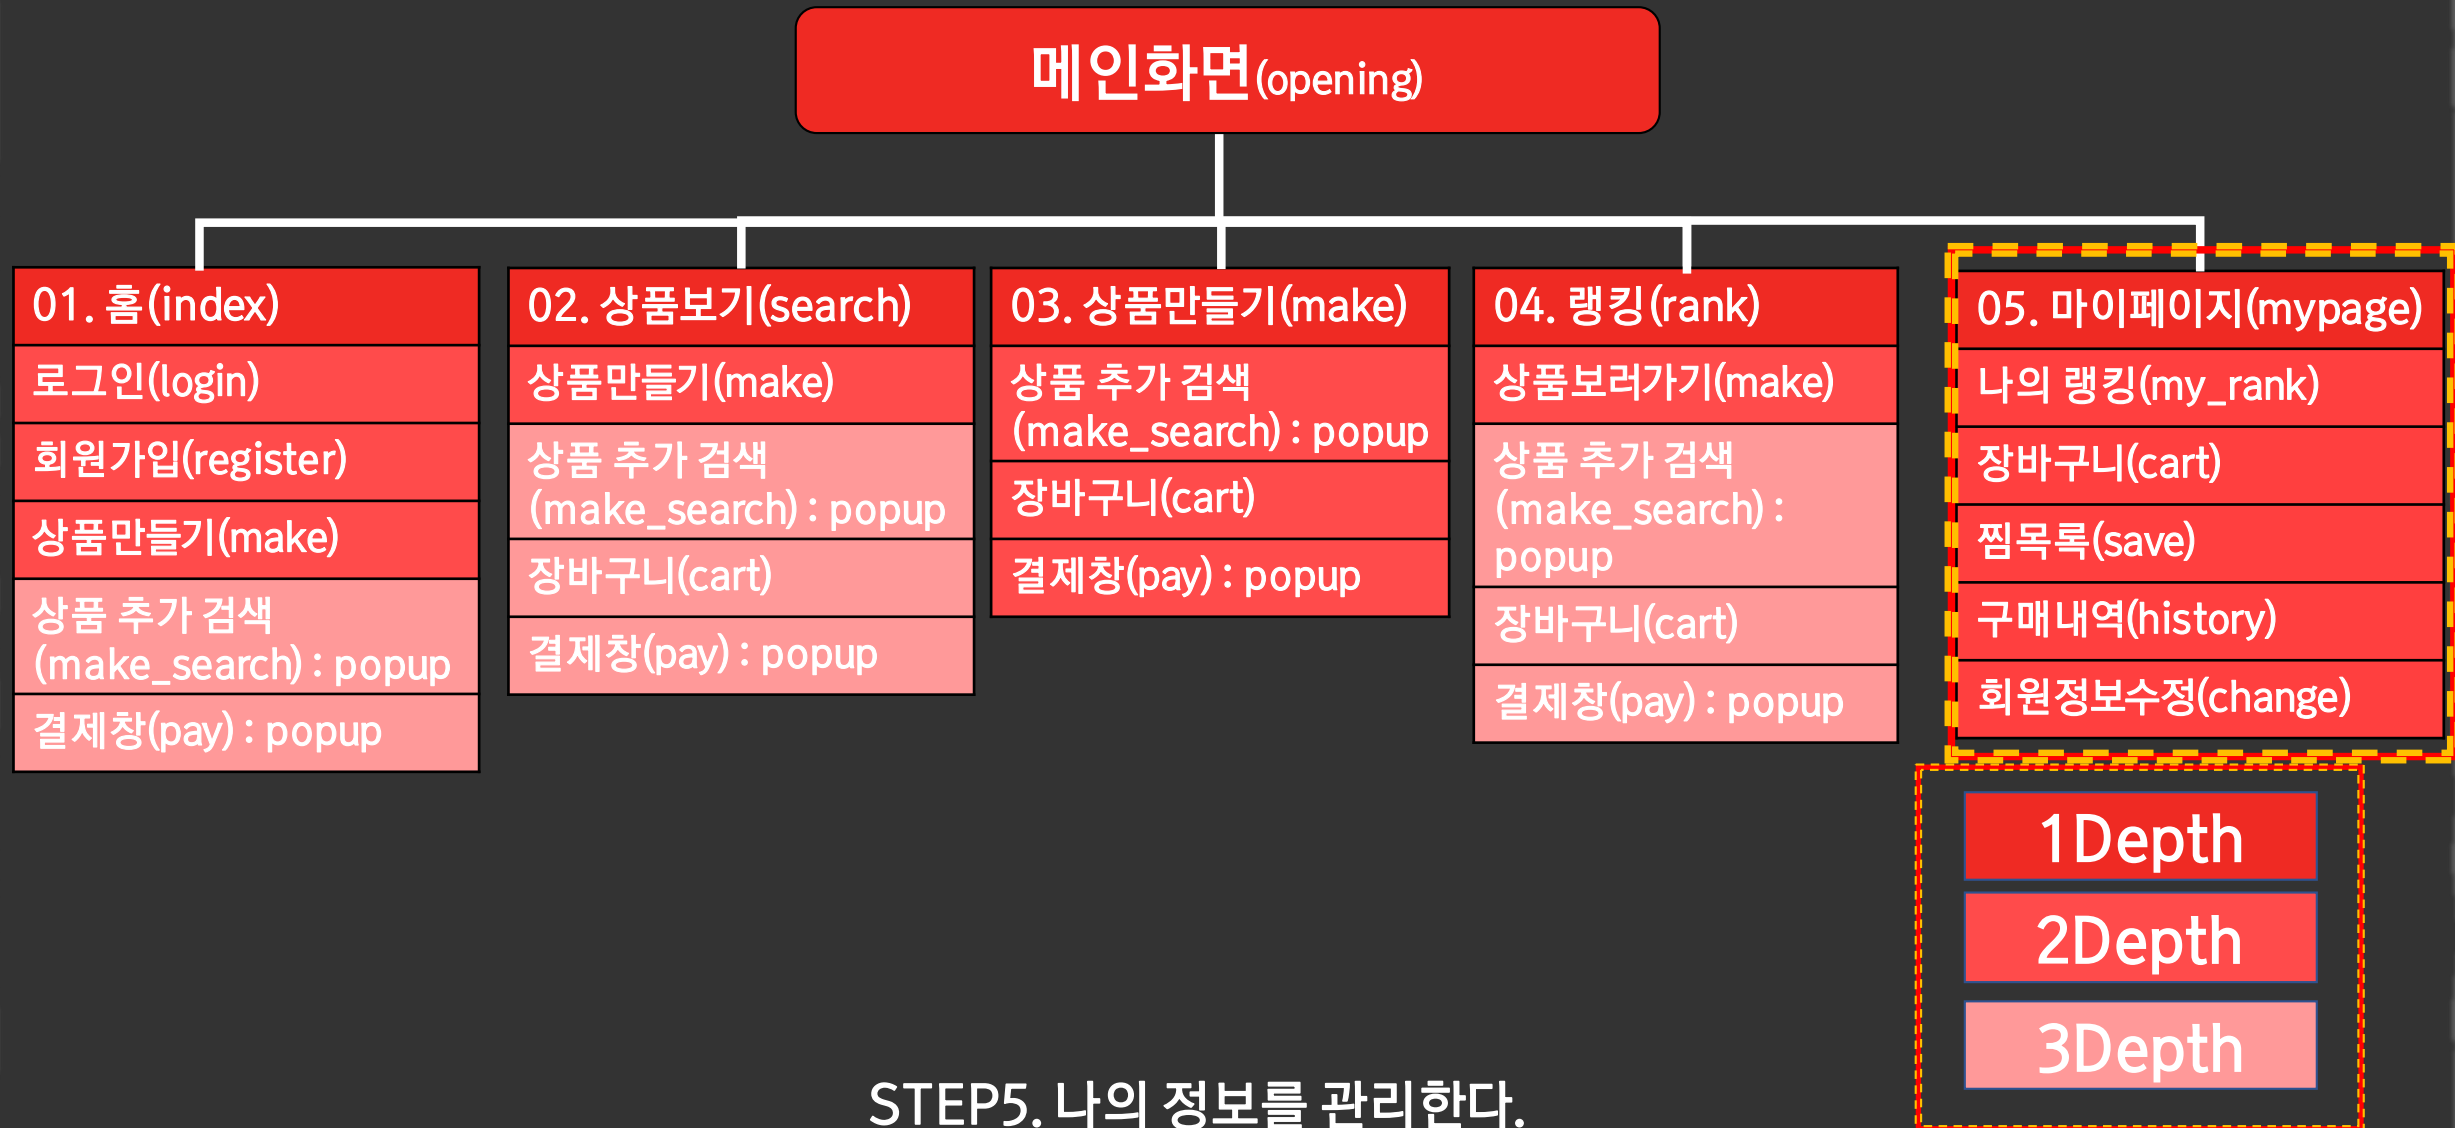 메인화면(opening)
01. 홈(index)
로그인(login)
회원가입(register)
상품만들기(make)
상품 추가 검색
(make_search) : popup
결제창(pay) : popup
02. 상품보기(search)
상품만들기(make)
상품 추가 검색
(make_search) : popup
장바구니(cart)
결제창(pay) : popup
03. 상품만들기(make)
상품 추가 검색
(make_search) : popup
장바구니(cart)
결제창(pay) : popup
04. 랭킹(rank)
상품보러가기(make)
상품 추가 검색
(make_search) :
popup
장바구니(cart)
결제창(pay) : popup
05. 마이페이지(mypage)
나의 랭킹(my_rank)
장바구니(cart)
찜목록(save)
구매내역(history)
회원정보수정(change)
1Depth
2Depth
3Depth
STEP5. 나의 정보를 관리한다.